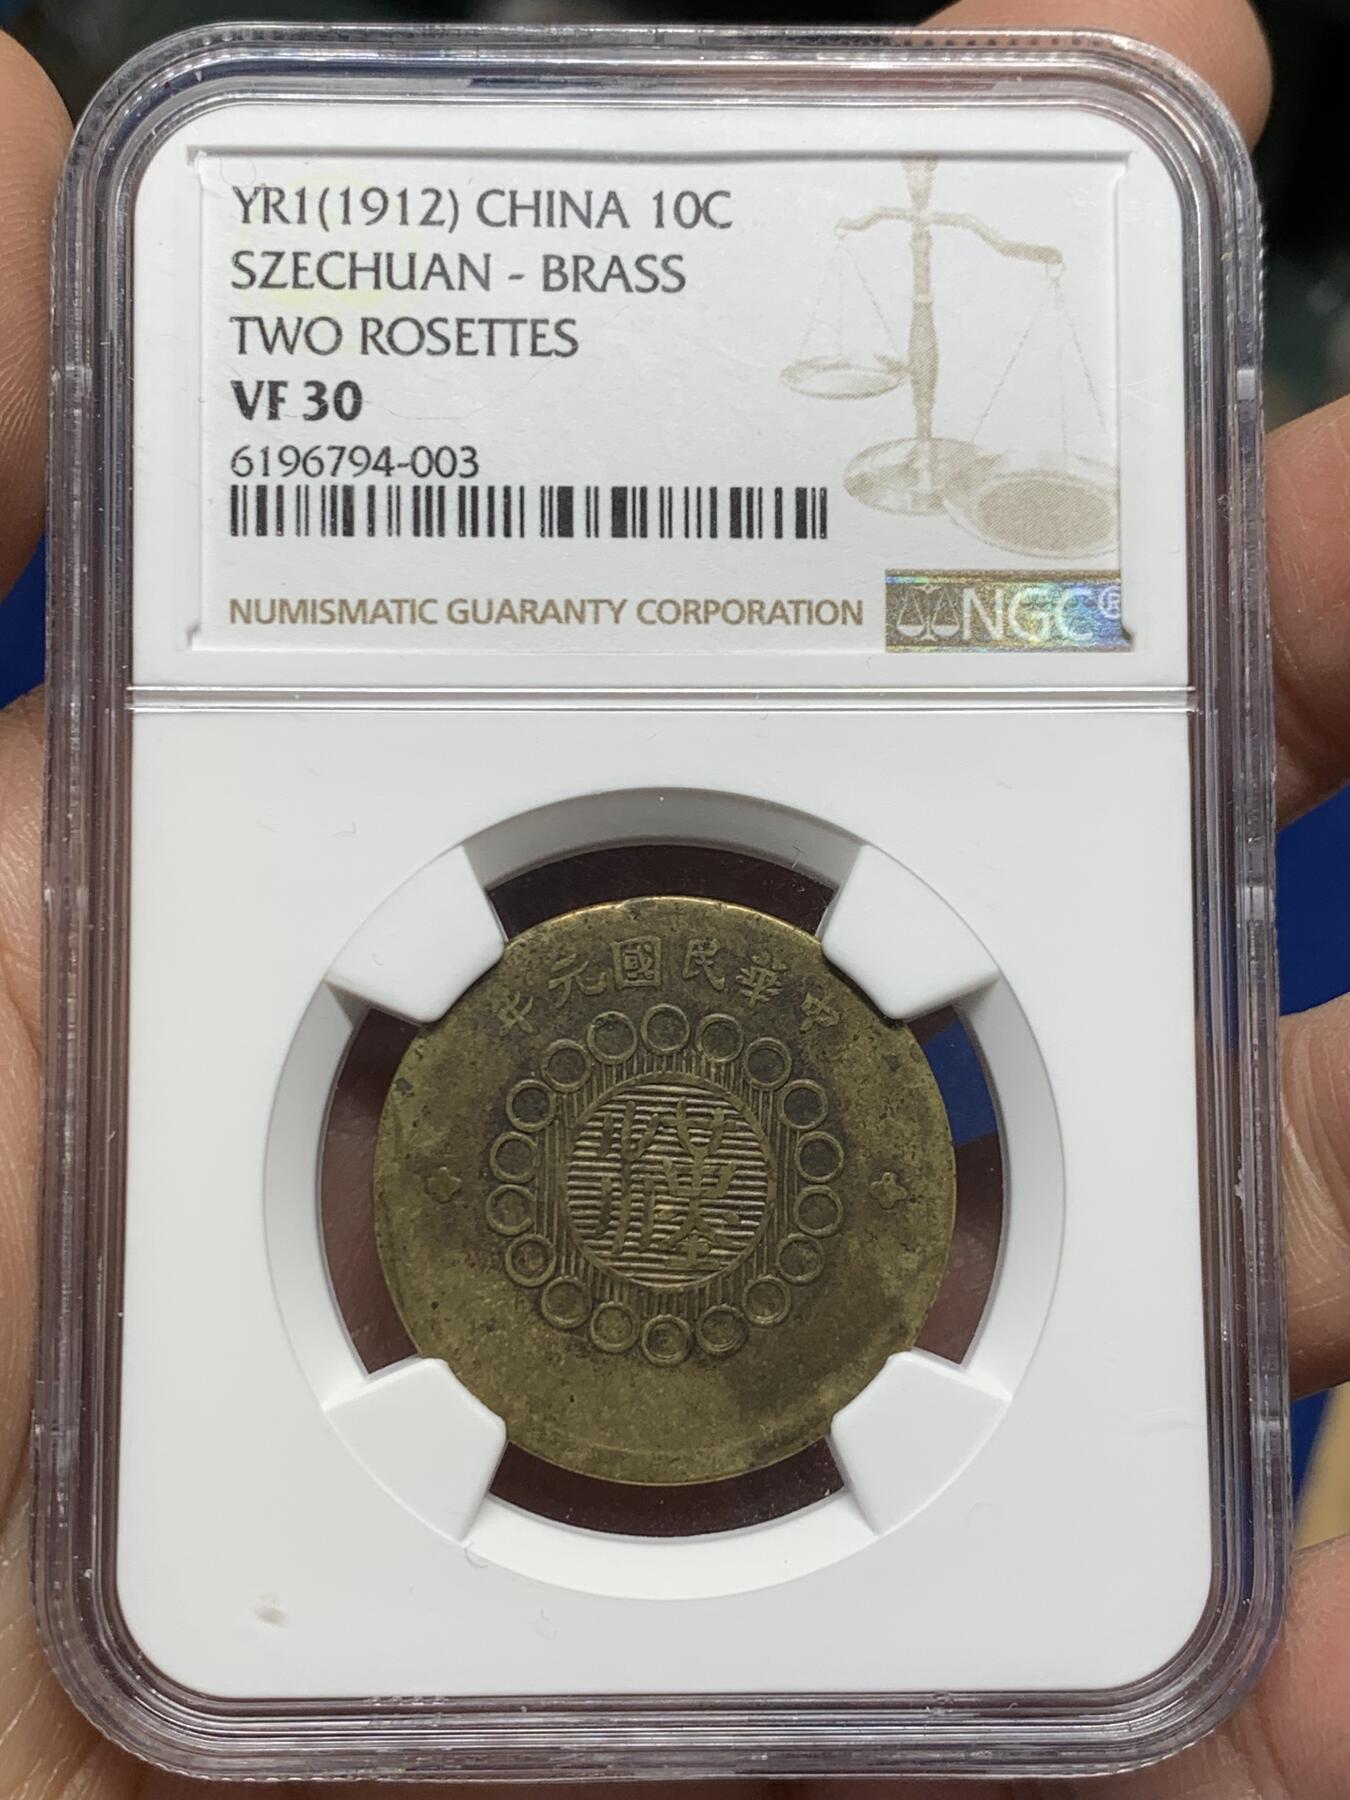 YR1(1912) CHINA 10C
SZECHUAN - BRASS
TWO ROSETTES
VF 30
6196794-003
NUMISMATIC GUARANTY CORPORATION
NGC®
年元國民華中
漢